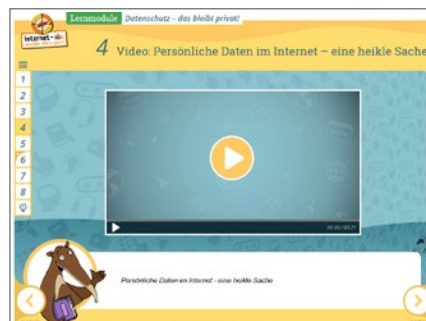 Lernmodule Datenschutz – das bleibt privat!
internet-abc
4 Video: Persönliche Daten im Internet – eine heikle Sache
1
2
3
4
5
6
7
8
Persönliche Daten en Internet - eine heikle Sache